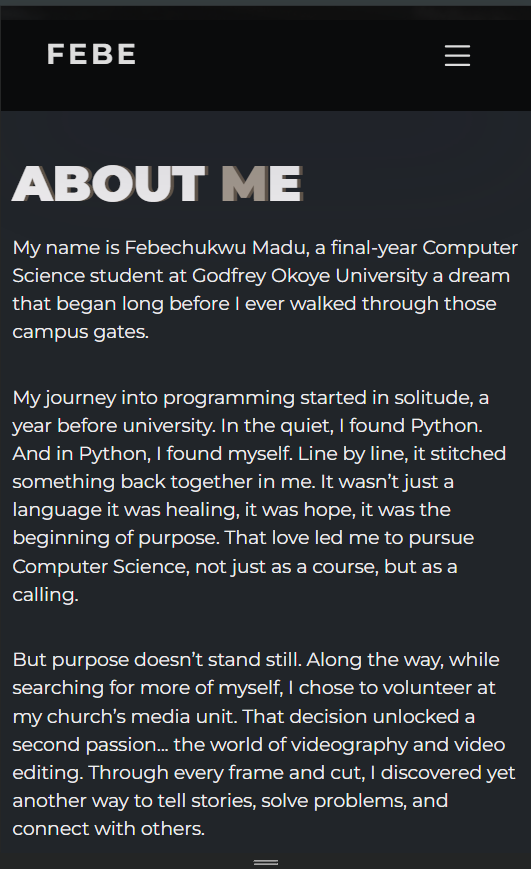 FEBE
ABOUT ME
My name is Febechukwu Madu, a final-year Computer
Science student at Godfrey Okoye University a dream
that began long before I ever walked through those
campus gates.
My journey into programming started in solitude, a
year before university. In the quiet, I found Python.
And in Python, I found myself. Line by line, it stitched
something back together in me. It wasn’t just a
language it was healing, it was hope, it was the
beginning of purpose. That love led me to pursue
Computer Science, not just as a course, but as a
calling.
But purpose doesn’t stand still. Along the way, while
searching for more of myself, I chose to volunteer at
my church’s media unit. That decision unlocked a
second passion... the world of videography and video
editing. Through every frame and cut, I discovered yet
another way to tell stories, solve problems, and
connect with others.